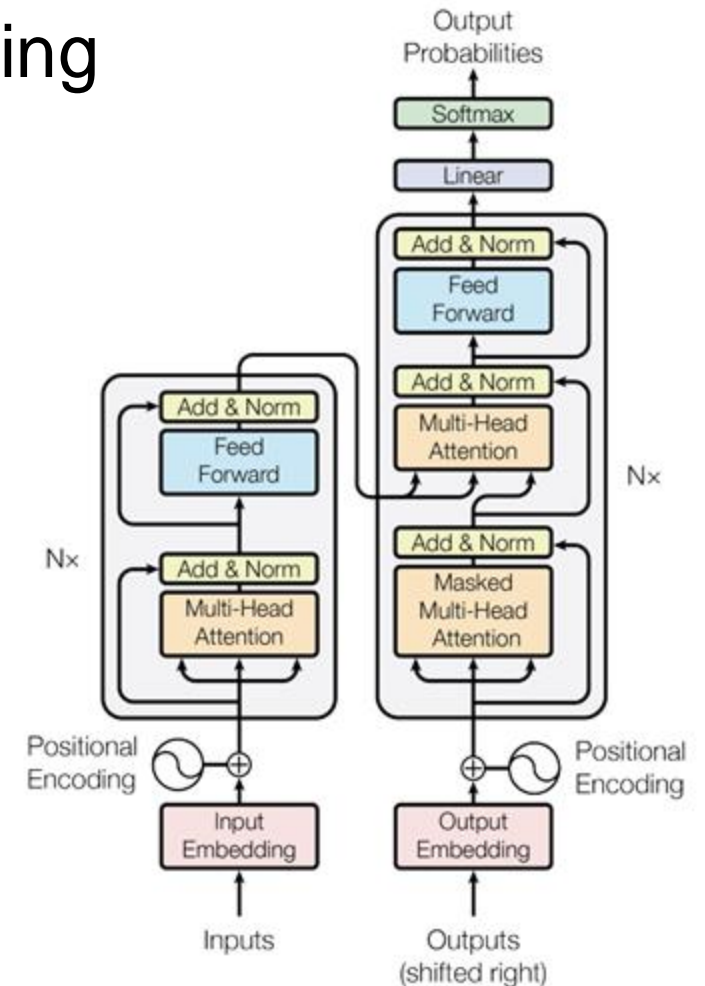 ing
Output
Probabilities
Softmax
Linear
Add & Norm
Feed
Forward
Add & Norm
Multi-Head
Attention
Nx
Add & Norm
Masked
Multi-Head
Attention
Positional
Encoding
Output
Embedding
Outputs
(shifted right)
Add & Norm
Feed
Forward
Nx
Add & Norm
Multi-Head
Attention
Positional
Encoding
Input
Embedding
Inputs